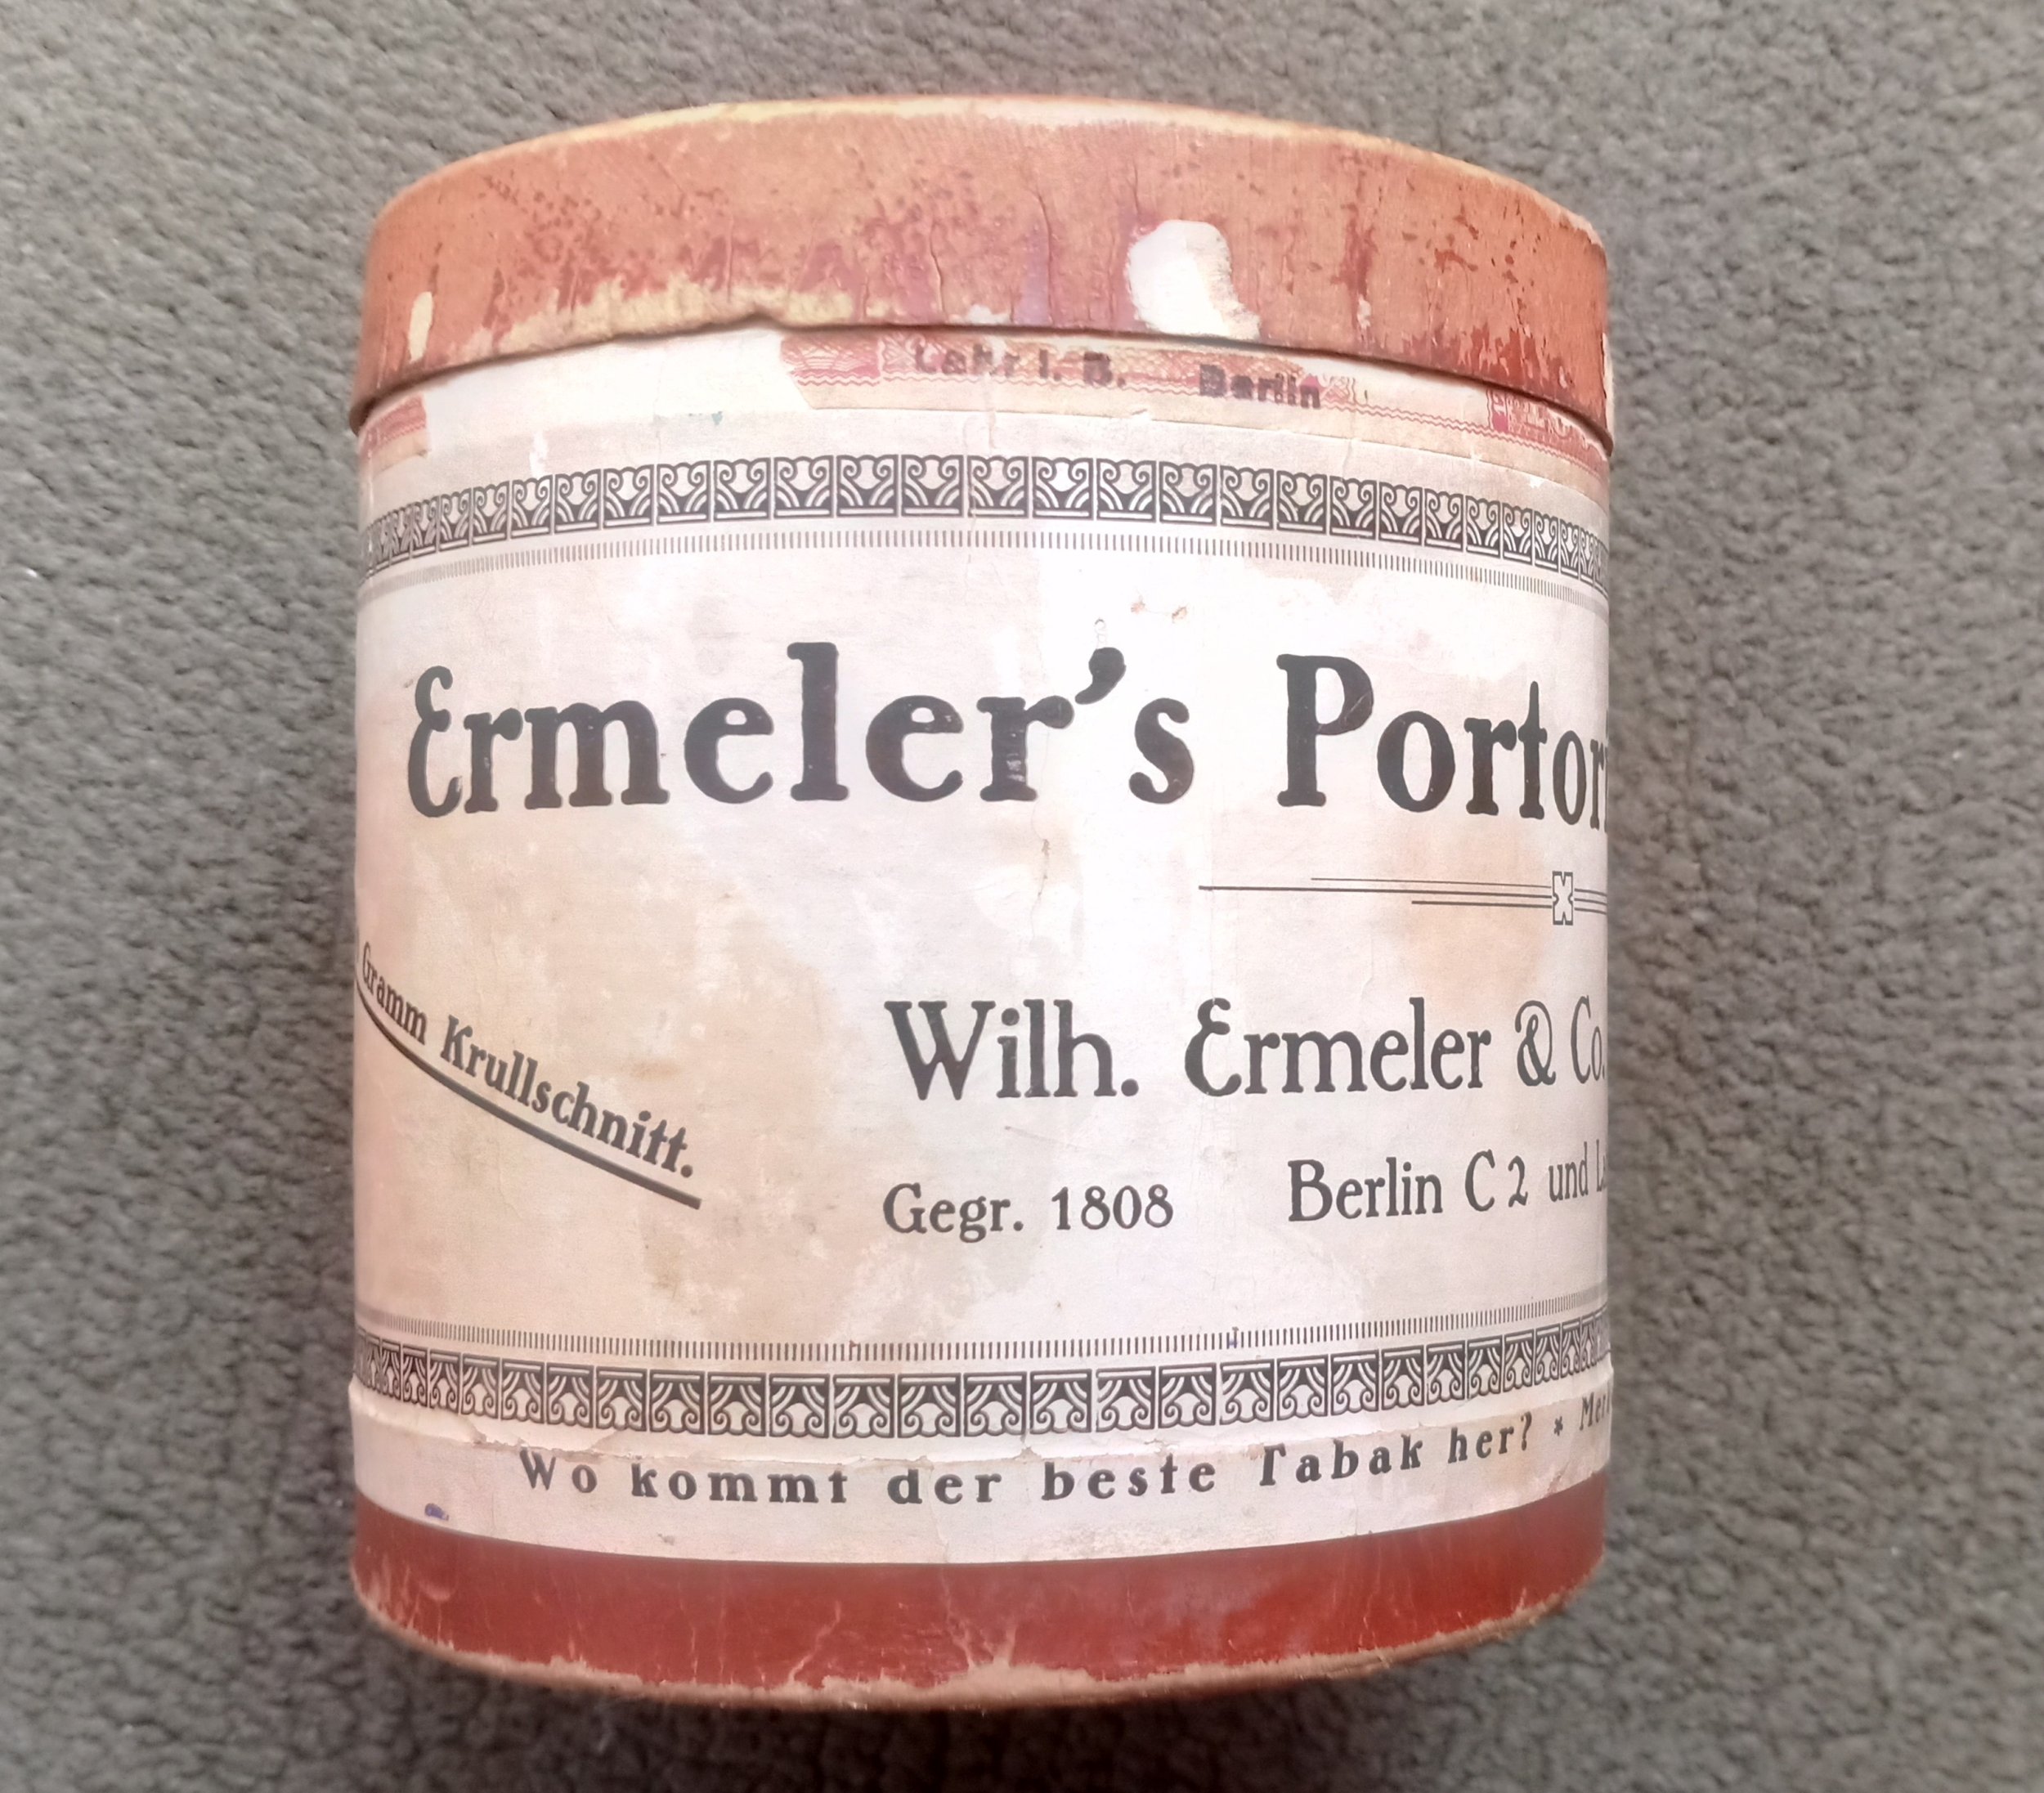 Lahr i. B. Berlin
Ermeler's Portori
Gramm Krullschnitt.
Wilh. Ermeler & Co.
Gegr. 1808 Berlin C 2 und
Wo kommt der beste Tabak her? *